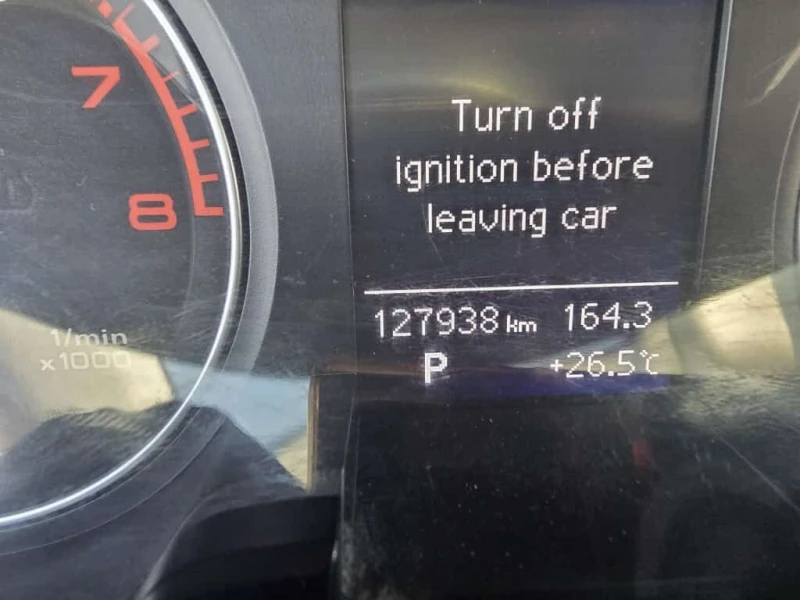 7
8
1/min
x1000
Turn off
ignition before
leaving car
127938 km 164.3
P +26.5°C